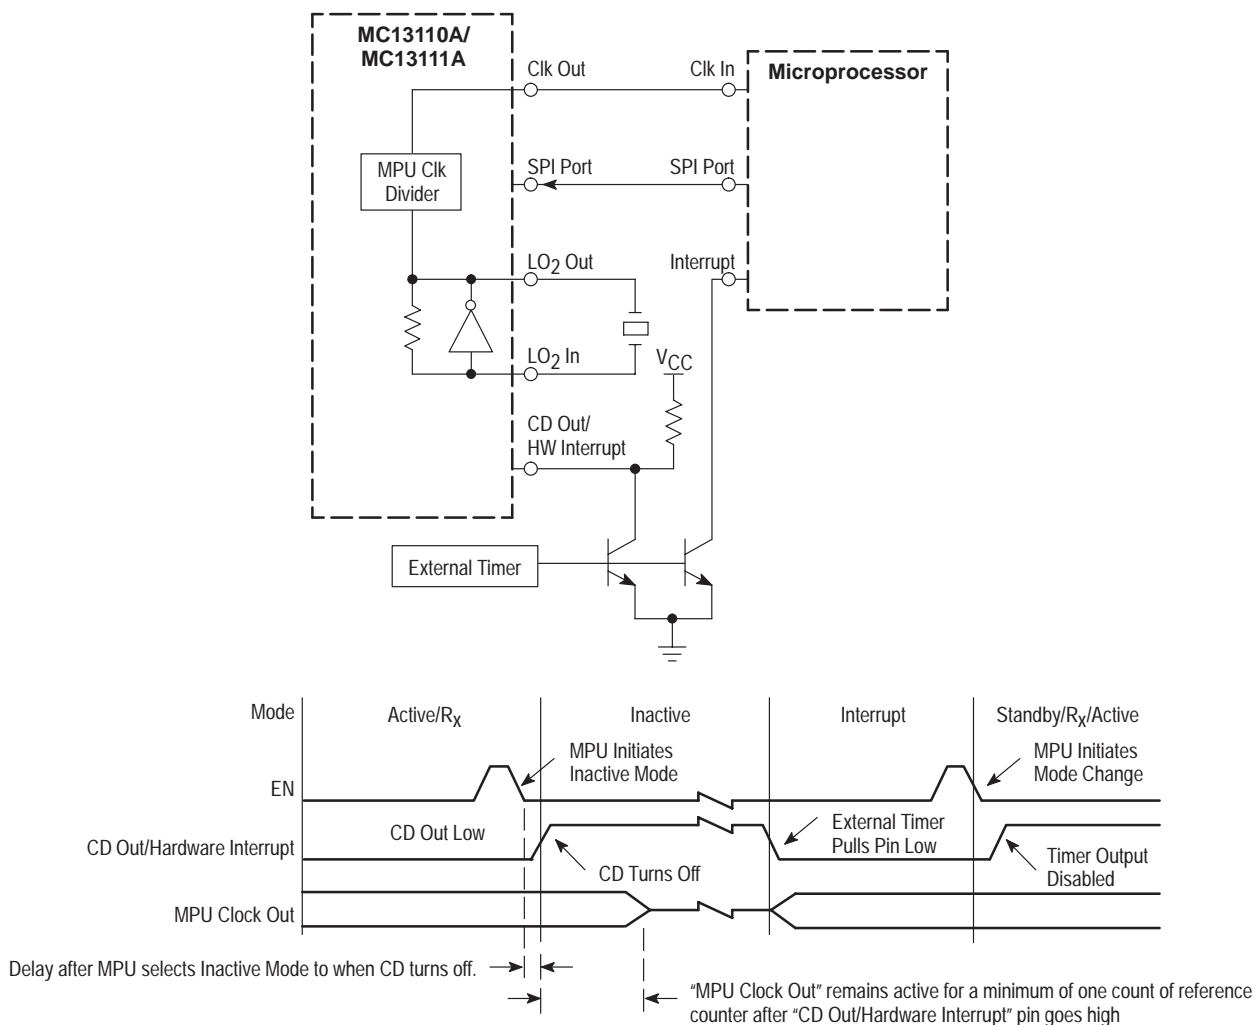 MC13110A/
MC13111A
Clk Out
Clk In
Microprocessor
MPU Clk
Divider
SPI Port
SPI Port
LO2 Out
Interrupt
LO2 In
VCC
CD Out/
HW Interrupt
External Timer
Mode
Active/Rx
Inactive
Interrupt
Standby/Rx/Active
EN
MPU Initiates
Inactive Mode
MPU Initiates
Mode Change
CD Out/Hardware Interrupt
CD Out Low
CD Turns Off
External Timer
Pulls Pin Low
Timer Output
Disabled
MPU Clock Out
Delay after MPU selects Inactive Mode to when CD turns off.
“MPU Clock Out” remains active for a minimum of one count of reference
counter after “CD Out/Hardware Interrupt” pin goes high